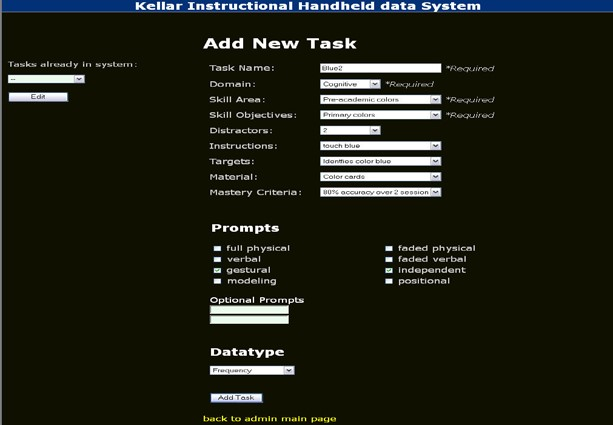 Kellar Instructional Handheld data System
Tasks already in system:
--
Edit
Add New Task
Task Name: Blue2 *Required
Domain: Cognitive *Required
Skill Area: Pre-academic colors *Required
Skill Objectives: Primary colors *Required
Distractors: 2
Instructions: touch blue
Targets: Identifies color blue
Material: Color cards
Mastery Criteria: 80% accuracy over 2 session
Prompts
full physical faded physical
verbal faded verbal
gestural independent
modeling positional
Optional Prompts
Datatype
Frequency
Add Task
back to admin main page